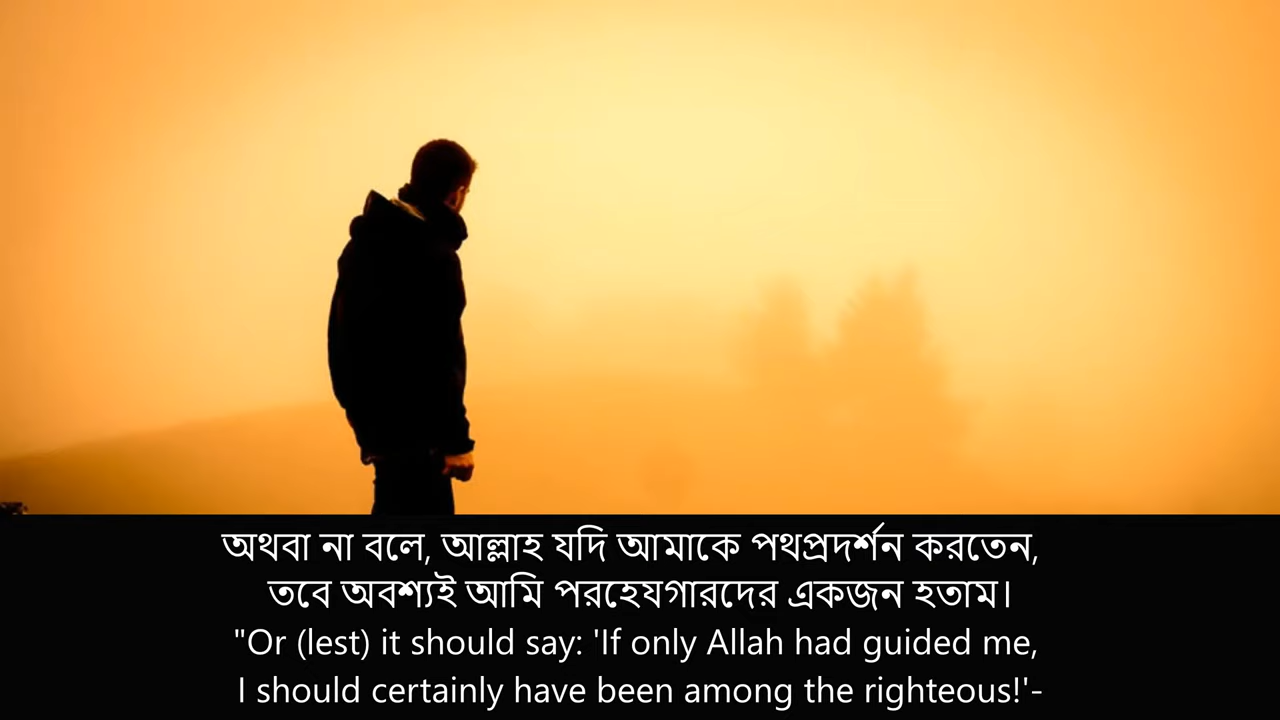 অথবা না বলে, আল্লাহ যদি আমাকে পথপ্রদর্শন করতেন,
তবে অবশ্যই আমি পরহেযগারদের একজন হতাম।
"Or (lest) it should say: 'If only Allah had guided me,
I should certainly have been among the righteous!'-